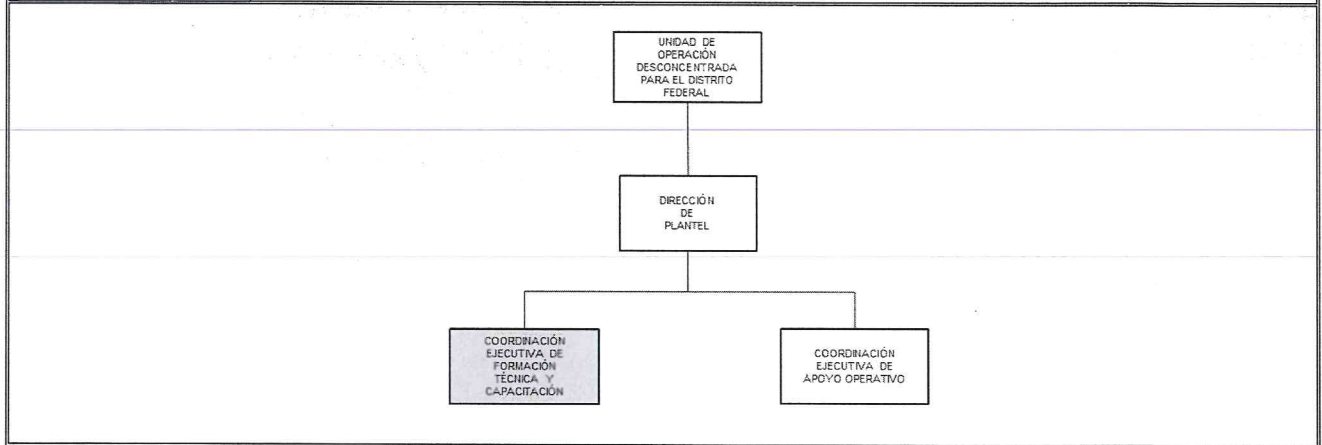 UNIDAD DE
OPERACIÓN
DESCONCENTRADA
PARA EL DISTRITO
FEDERAL
DIRECCIÓN
DE
PLANTEL
COORDINACIÓN
EJECUTIVA DE
FORMACIÓN
TÉCNICA Y
CAPACITACIÓN
COORDINACIÓN
EJECUTIVA DE
APOYO OPERATIVO